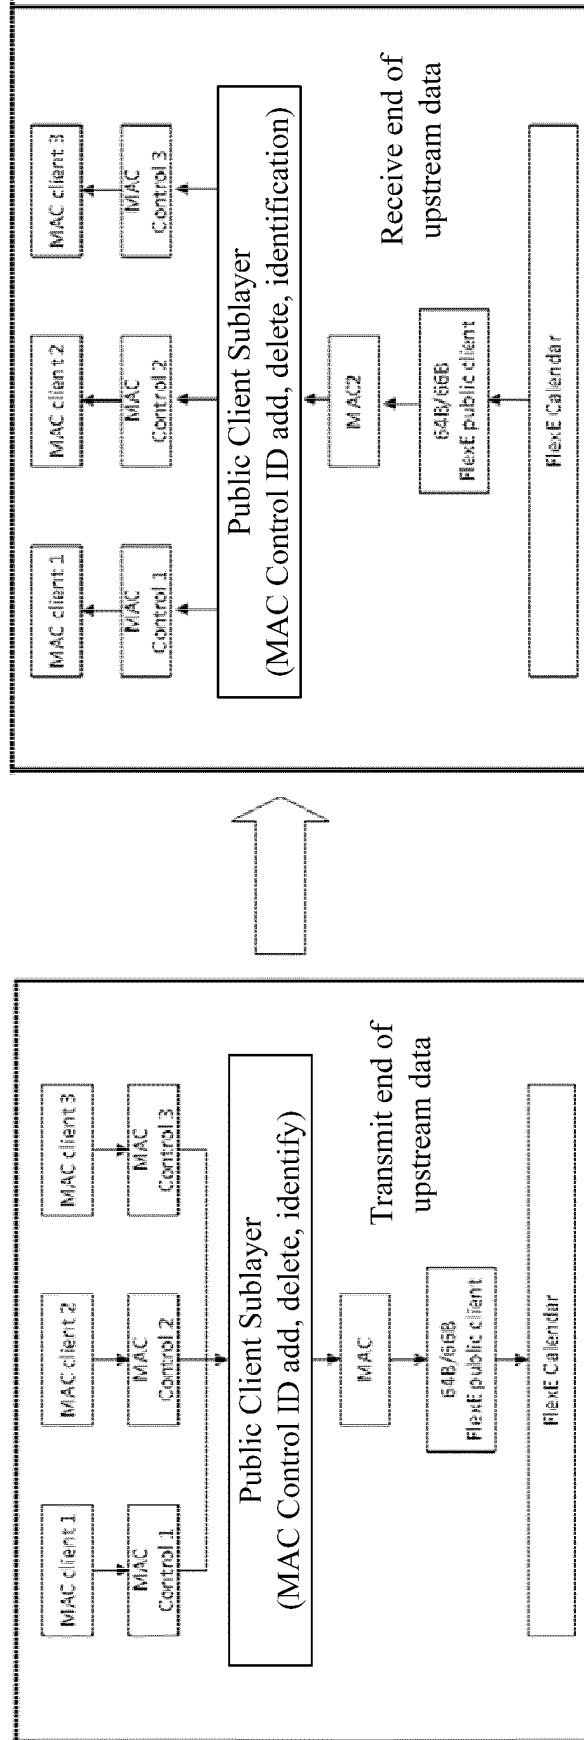 MAC client 1
MAC client 2
MAC client 3
MAC
Control 1
MAC
Control 2
MAC
Control 3
Public Client Sublayer
(MAC Control ID add, delete, identify)
MAC
Transmit end of
upstream data
64B/66B
FlexE public client
FlexE Calendar
MAC client 1
MAC client 2
MAC client 3
MAC
Control 1
MAC
Control 2
MAC
Control 3
Public Client Sublayer
(MAC Control ID add, delete, identification)
MAC2
Receive end of
upstream data
64B/66B
FlexE public client
FlexE Calendar